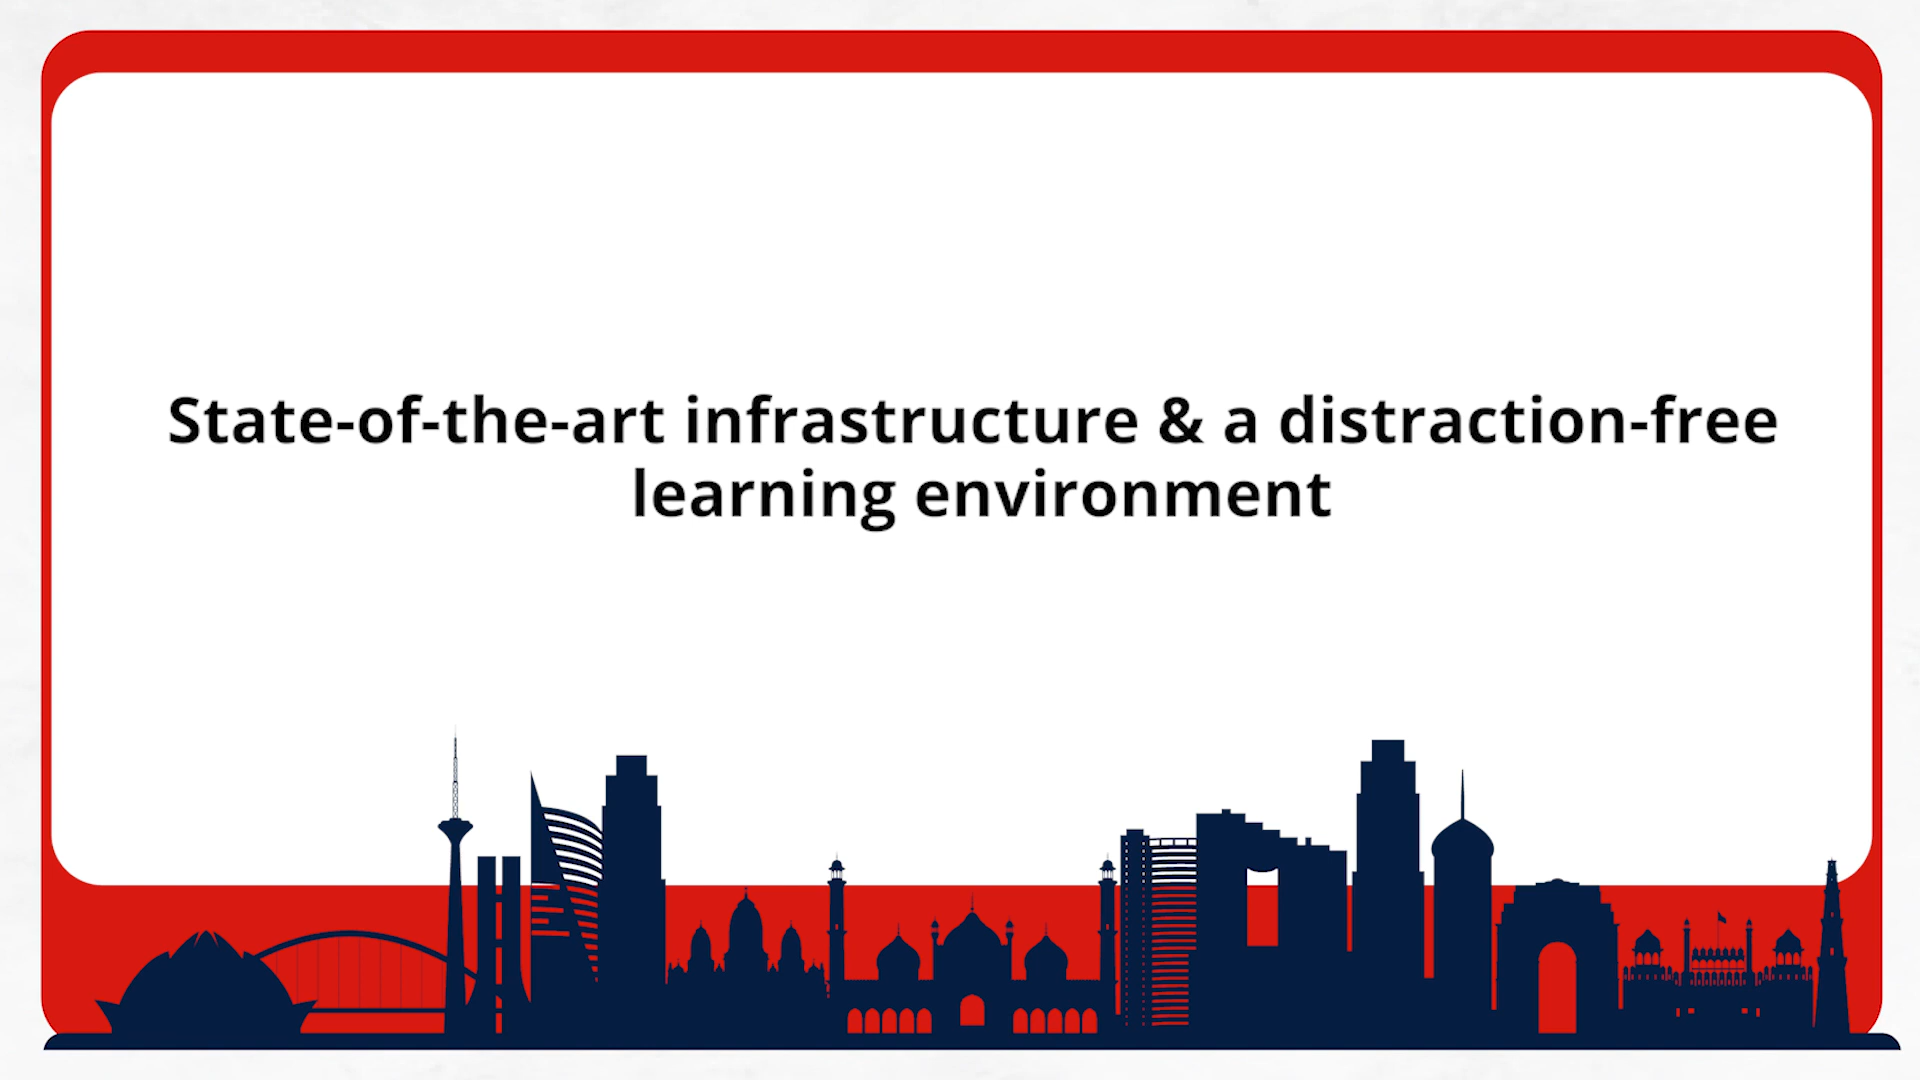 State-of-the-art infrastructure & a distraction-free
learning environment